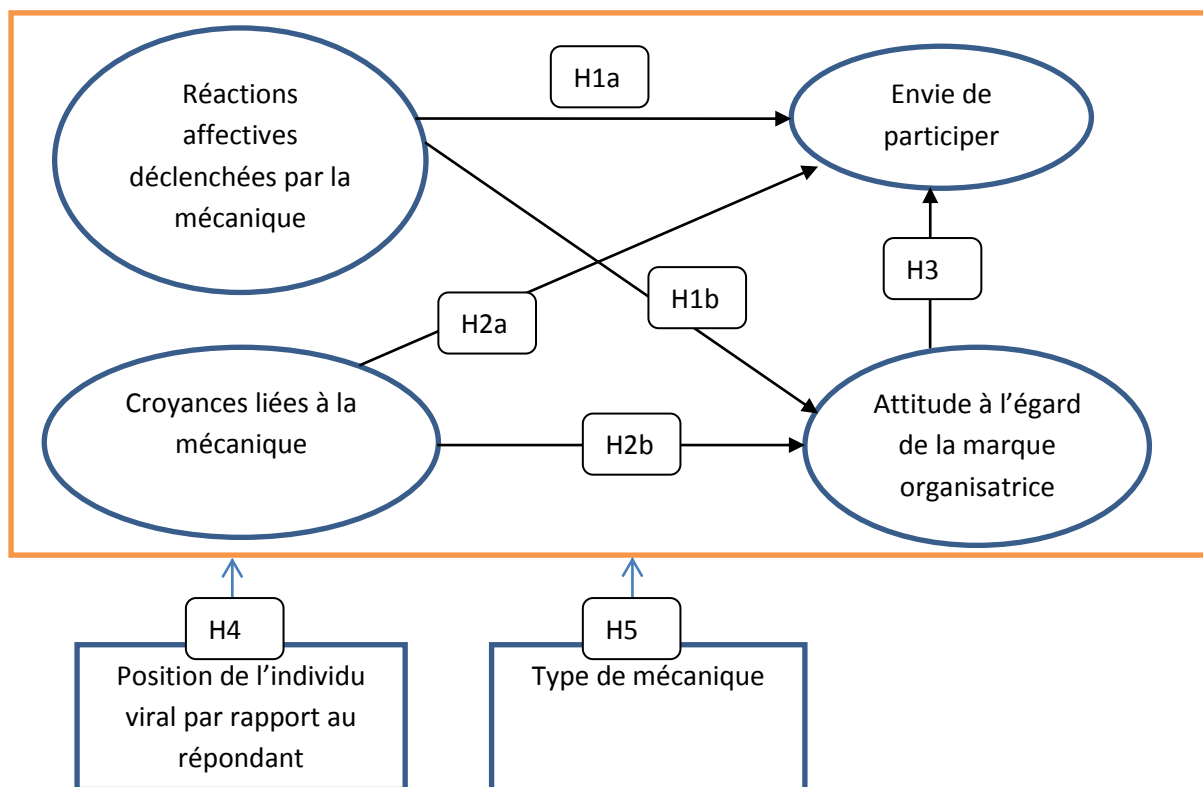 Réactions
affectives
déclenchées par la
mécanique
H1a
Envie de
participer
H2a
H1b
H3
Croyances liées à la
mécanique
H2b
Attitude à l’égard
de la marque
organisatrice
H4
Position de l’individu
viral par rapport au
répondant
H5
Type de mécanique